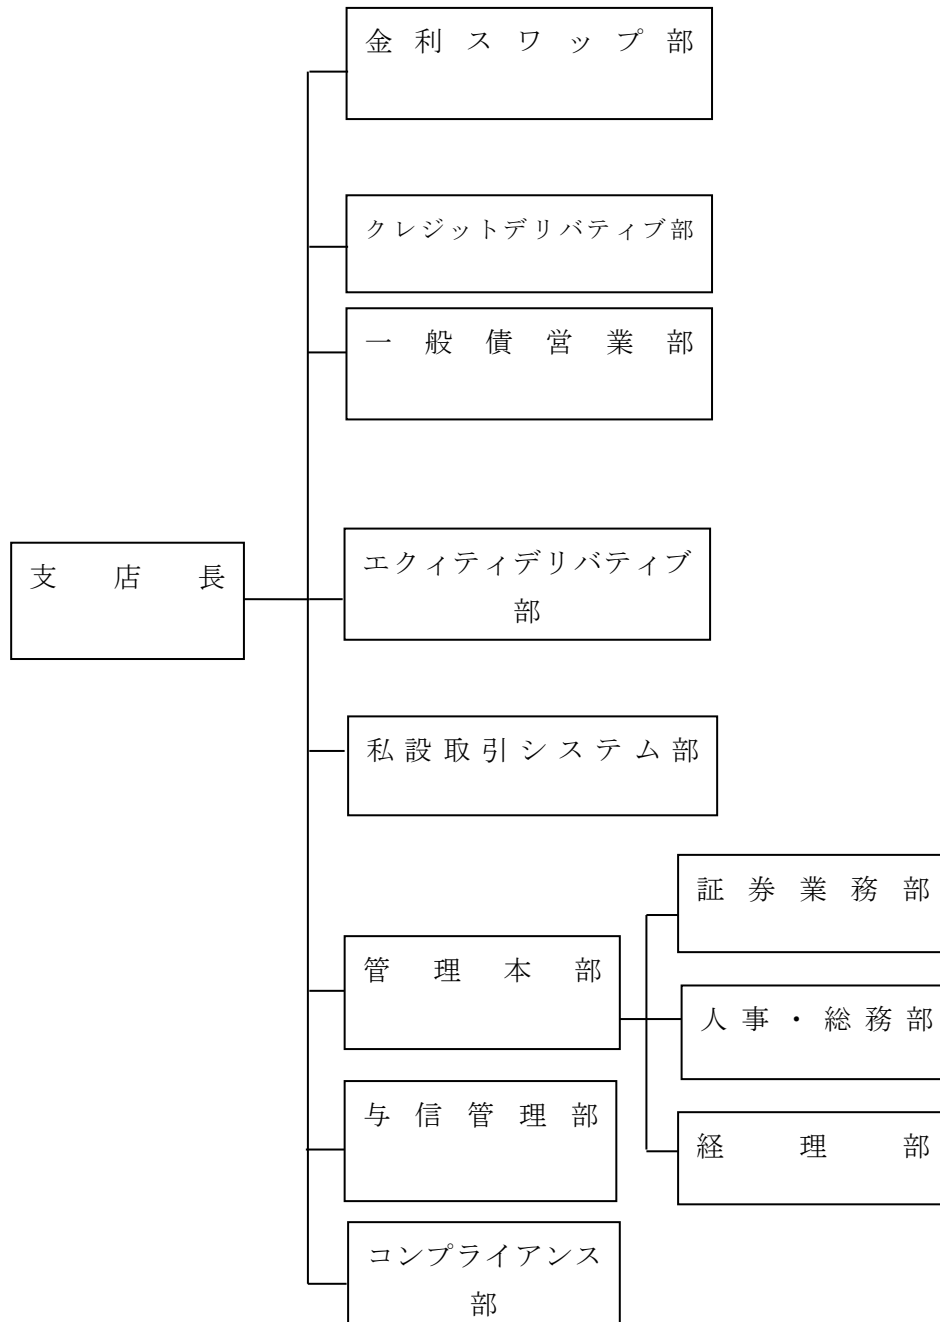 金利スワップ部
クレジットデリバティブ部
一般債営業部
支店長
エクィティデリバティブ
部
私設取引システム部
管理本部
証券業務部
人事・総務部
経理部
与信管理部
コンプライアンス
部